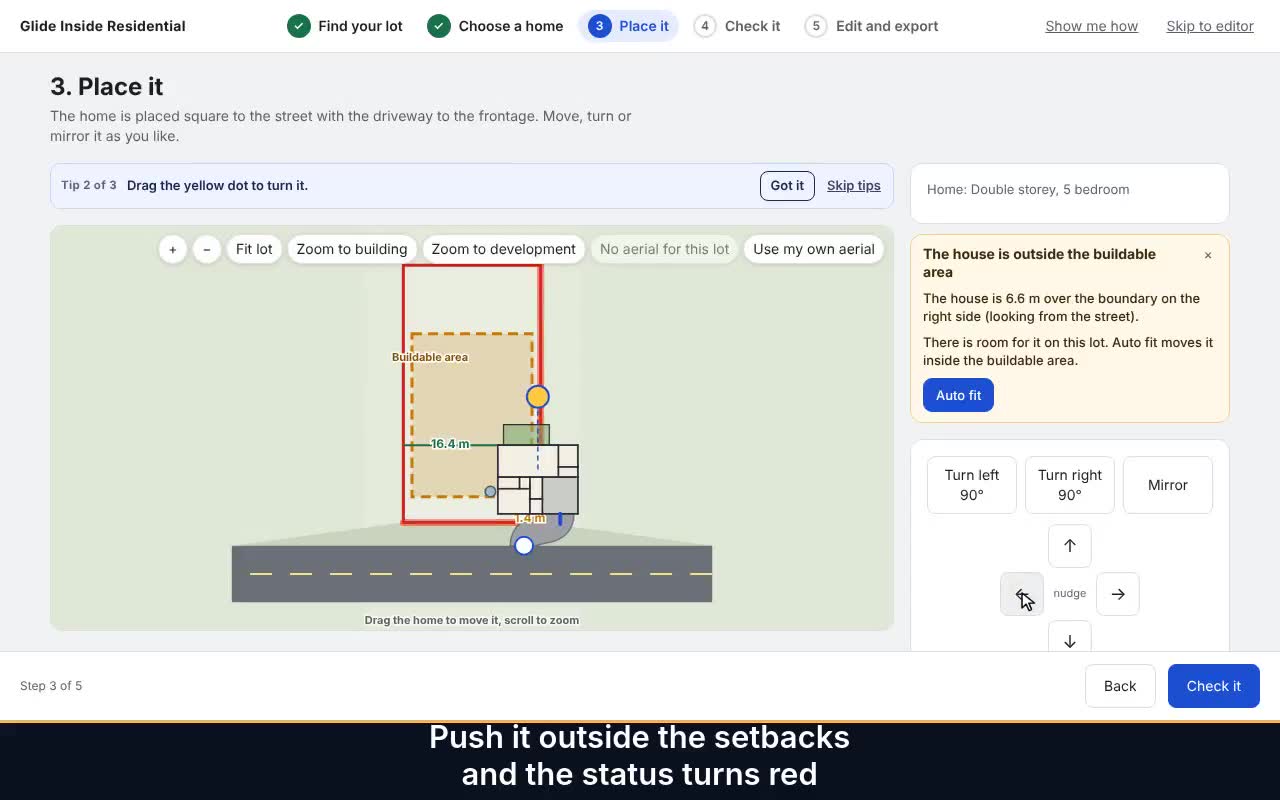 Glide Inside Residential
Find your lot
Choose a home
3 Place it
4 Check it
5 Edit and export
Show me how
Skip to editor
3. Place it
The home is placed square to the street with the driveway to the frontage. Move, turn or
mirror it as you like.
Tip 2 of 3 Drag the yellow dot to turn it.
Got it
Skip tips
+
−
Fit lot
Zoom to building
Zoom to development
No aerial for this lot
Use my own aerial
Buildable area
16.4 m
1.4 m
Drag the home to move it, scroll to zoom
Home: Double storey, 5 bedroom
The house is outside the buildable
area
×
The house is 6.6 m over the boundary on the
right side (looking from the street).
There is room for it on this lot. Auto fit moves it
inside the buildable area.
Auto fit
Turn left
90°
Turn right
90°
Mirror
↑
←
nudge
→
↓
Step 3 of 5
Back
Check it
Push it outside the setbacks
and the status turns red